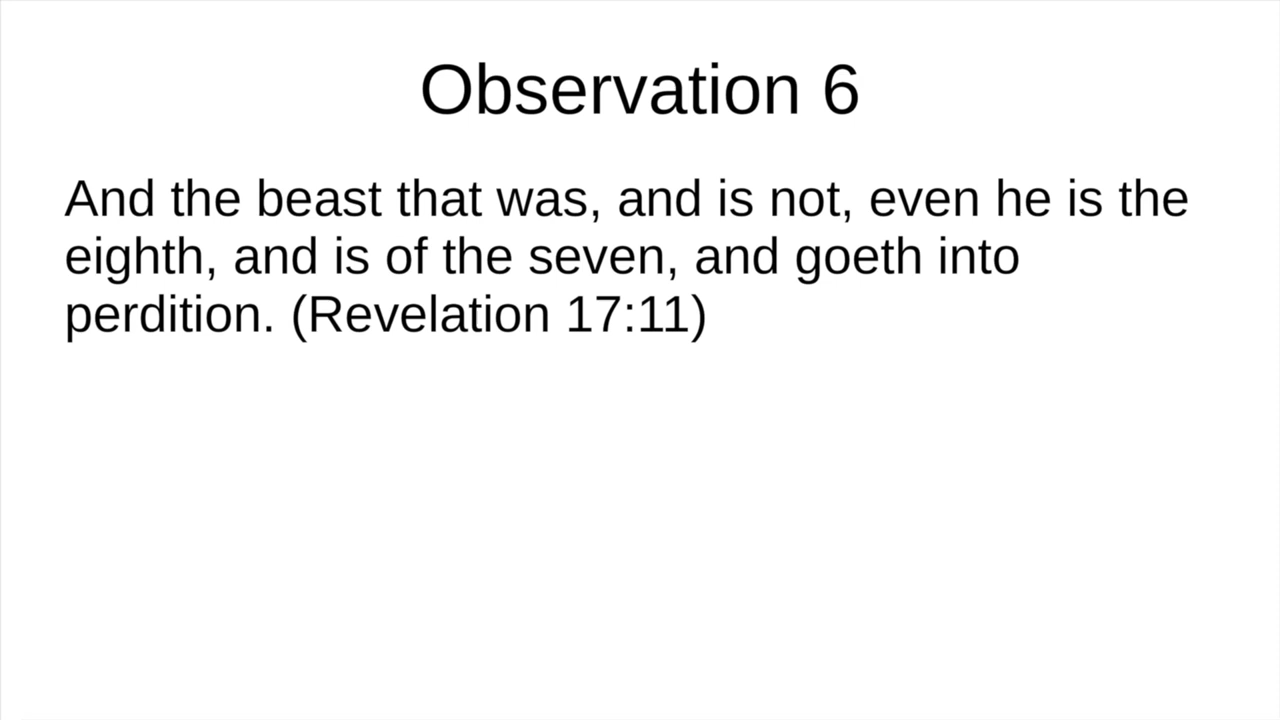 Observation 6
And the beast that was, and is not, even he is the
eighth, and is of the seven, and goeth into
perdition. (Revelation 17:11)